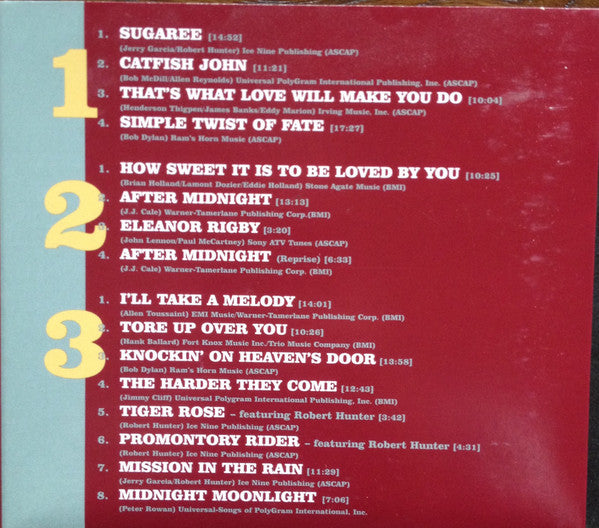 1
1. SUGAREE [14:52]
(Jerry Garcia/Robert Hunter) Ice Nine Publishing (ASCAP)
2. CATFISH JOHN [11:21]
(Bob McDill/Allen Reynolds) Universal PolyGram International Publishing, Inc. (ASCAP)
3. THAT'S WHAT LOVE WILL MAKE YOU DO [10:04]
(Henderson Thigpen/James Banks/Eddy Marion) Irving Music, Inc. (ASCAP)
4. SIMPLE TWIST OF FATE [17:27]
(Bob Dylan) Ram's Horn Music (ASCAP)
2
1. HOW SWEET IT IS TO BE LOVED BY YOU [10:25]
(Brian Holland/Lamont Dozier/Eddie Holland) Stone Agate Music (BMI)
2. AFTER MIDNIGHT [13:13]
(J.J. Cale) Warner-Tamerlane Publishing Corp.(BMI)
3. ELEANOR RIGBY [3:20]
(John Lennon/Paul McCartney) Sony ATV Tunes (ASCAP)
4. AFTER MIDNIGHT (Reprise) [6:33]
(J.J. Cale) Warner-Tamerlane Publishing Corp. (BMI)
3
1. I'LL TAKE A MELODY [14:01]
(Allen Toussaint) EMI Music/Warner-Tamerlane Publishing Corp. (BMI)
2. TORE UP OVER YOU [10:26]
(Hank Ballard) Fort Knox Music Inc./Trio Music Company (BMI)
3. KNOCKIN' ON HEAVEN'S DOOR [13:58]
(Bob Dylan) Ram's Horn Music (ASCAP)
4. THE HARDER THEY COME [12:43]
(Jimmy Cliff) Universal Polygram International Publishing, Inc. (BMI)
5. TIGER ROSE – featuring Robert Hunter [3:42]
(Robert Hunter) Ice Nine Publishing (ASCAP)
6. PROMONTORY RIDER – featuring Robert Hunter [4:31]
(Robert Hunter) Ice Nine Publishing (ASCAP)
7. MISSION IN THE RAIN [11:29]
(Jerry Garcia/Robert Hunter) Ice Nine Publishing (ASCAP)
8. MIDNIGHT MOONLIGHT [7:06]
(Peter Rowan) Universal-Songs of PolyGram International, Inc.